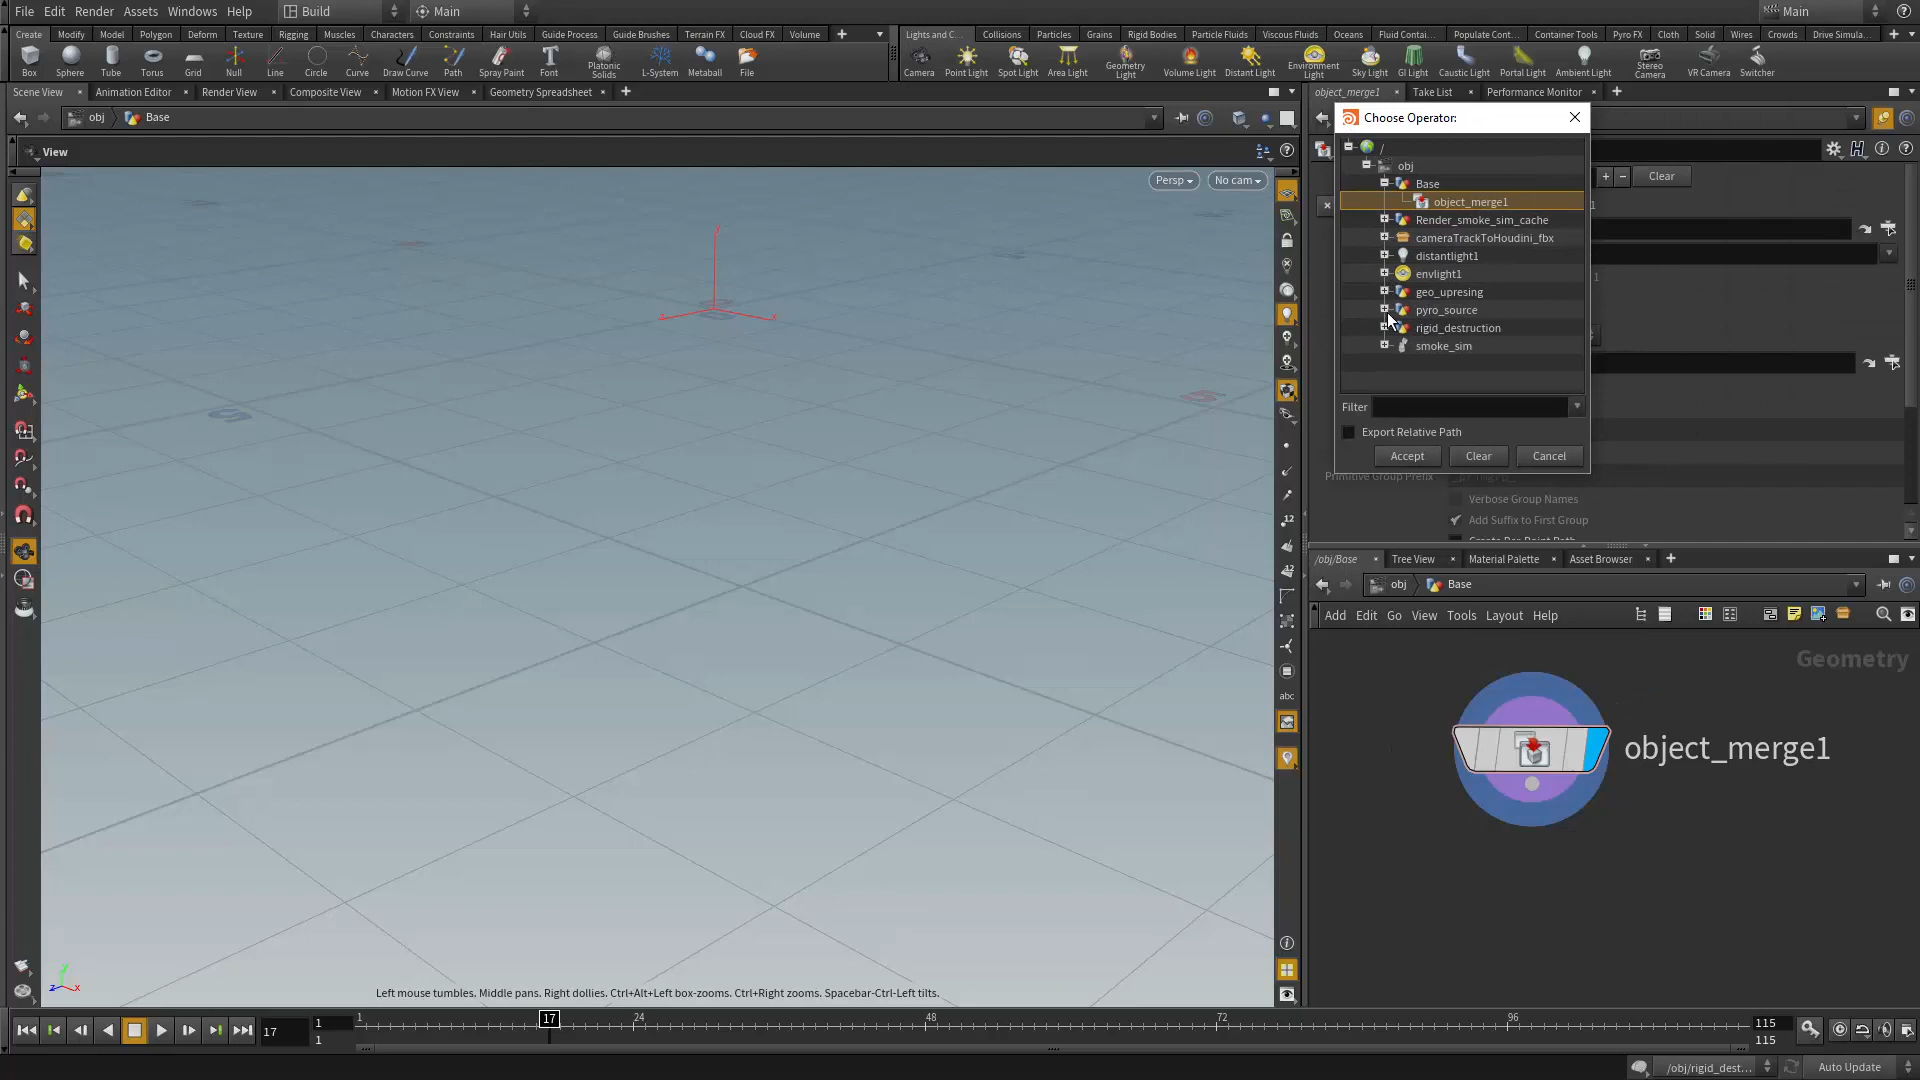 File Edit Render Assets Windows Help Build Main Main
Create Modify Model Polygon Deform Texture Rigging Muscles Characters Constraints Hair Utils Guide Process Guide Brushes Terrain FX Cloud FX Volume
Lights and C... Collisions Particles Grains Rigid Bodies Particle Fluids Viscous Fluids Oceans Fluid Contai... Populate Cont... Container Tools Pyro FX Cloth Solid Wires Crowds Drive Simula...
Box Sphere Tube Torus Grid Null Line Circle Curve Draw Curve Path Spray Paint Font Platonic Solids L-System Metaball File
Camera Point Light Spot Light Area Light Geometry Light Volume Light Distant Light Environment Light Sky Light GI Light Caustic Light Portal Light Ambient Light Stereo Camera VR Camera Switcher
Scene View Animation Editor Render View Composite View Motion FX View Geometry Spreadsheet
object_merge1 Take List Performance Monitor
obj Base
View
Persp
No cam
Choose Operator:
/
obj
Base
object_merge1
Render_smoke_sim_cache
cameraTrackToHoudini_fbx
distantlight1
envlight1
geo_upresing
pyro_source
rigid_destruction
smoke_sim
Filter
Export Relative Path
Accept Clear Cancel
Clear
Verbose Group Names
Add Suffix to First Group
/obj/Base Tree View Material Palette Asset Browser
obj Base
Add Edit Go View Tools Layout Help
Geometry
object_merge1
12
12
abc
Left mouse tumbles. Middle pans. Right dollies. Ctrl+Alt+Left box-zooms. Ctrl+Right zooms. Spacebar-Ctrl-Left tilts.
y
z
x
17
1
1
1
17
24
48
72
96
115
115
/obj/rigid_dest...
Auto Update